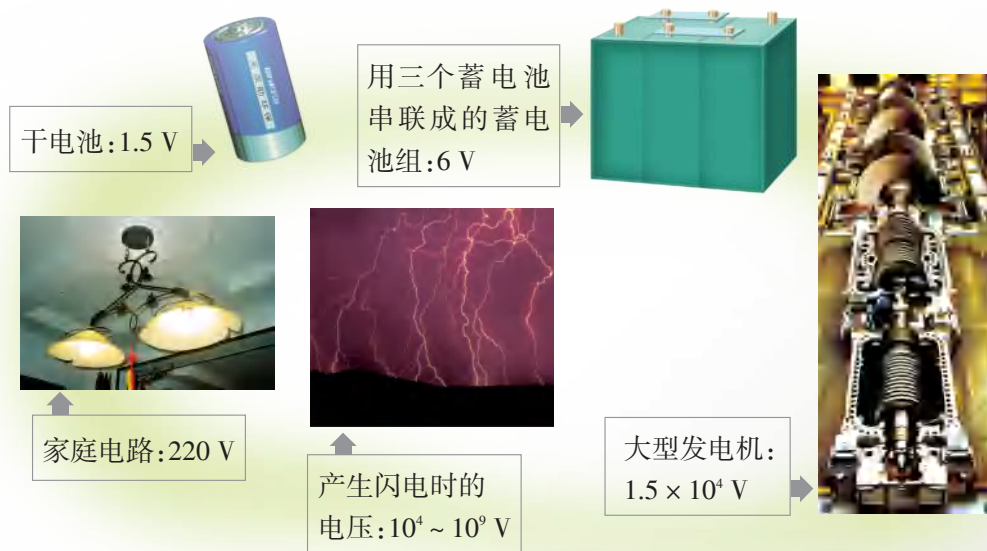 干电池:1.5 V
用三个蓄电池
串联成的蓄电
池组:6 V
家庭电路:220 V
产生闪电时的
电压:10⁴ ~ 10⁹ V
大型发电机:
1.5 × 10⁴ V